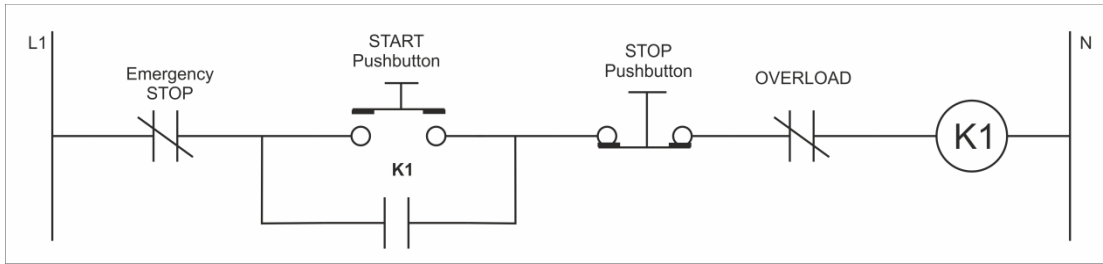 L1
Emergency
STOP
START
Pushbutton
K1
STOP
Pushbutton
OVERLOAD
K1
N